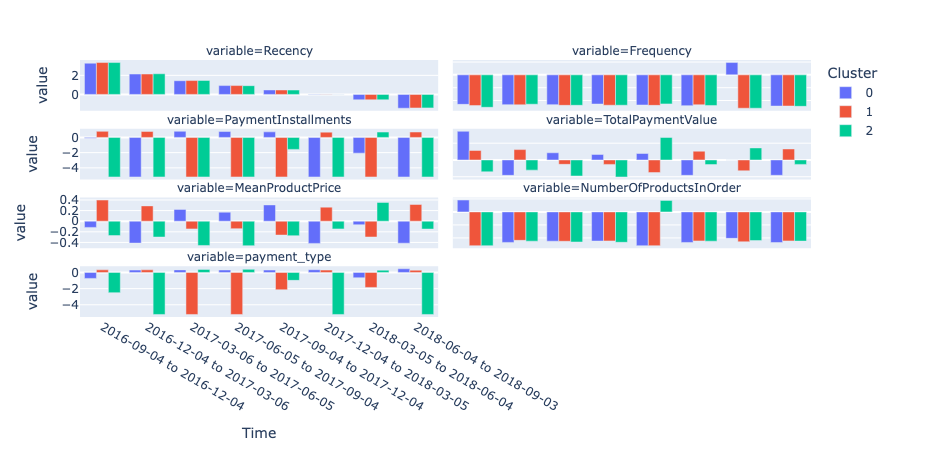 variable=Recency
variable=Frequency
Cluster
0
1
2
value
2
0
variable=PaymentInstallments
variable=TotalPaymentValue
value
0
−2
−4
variable=MeanProductPrice
variable=NumberOfProductsInOrder
value
0.4
0.2
0
−0.2
−0.4
variable=payment_type
value
0
−2
−4
2016-09-04 to 2016-12-04
2016-12-04 to 2017-03-06
2017-03-06 to 2017-06-05
2017-06-05 to 2017-09-04
2017-09-04 to 2017-12-04
2017-12-04 to 2018-03-05
2018-03-05 to 2018-06-04
2018-06-04 to 2018-09-03
Time